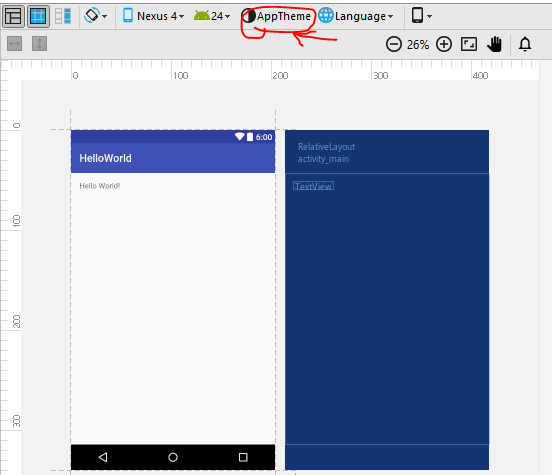 Nexus 4 24 AppTheme Language
26%
0 100 200 300 400
0
6:00
HelloWorld
RelativeLayout
activity_main
Hello World!
TextView
100
200
300